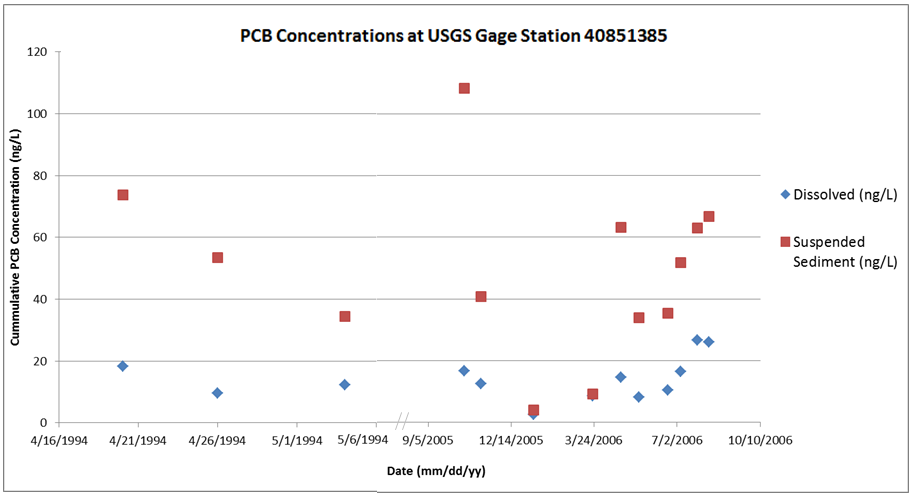 PCB Concentrations at USGS Gage Station 40851385
120
100
80
60
40
20
0
Cummulative PCB Concentration (ng/L)
4/16/1994
4/21/1994
4/26/1994
5/1/1994
5/6/1994
9/5/2005
12/14/2005
3/24/2006
7/2/2006
10/10/2006
Date (mm/dd/yy)
Dissolved (ng/L)
Suspended
Sediment (ng/L)